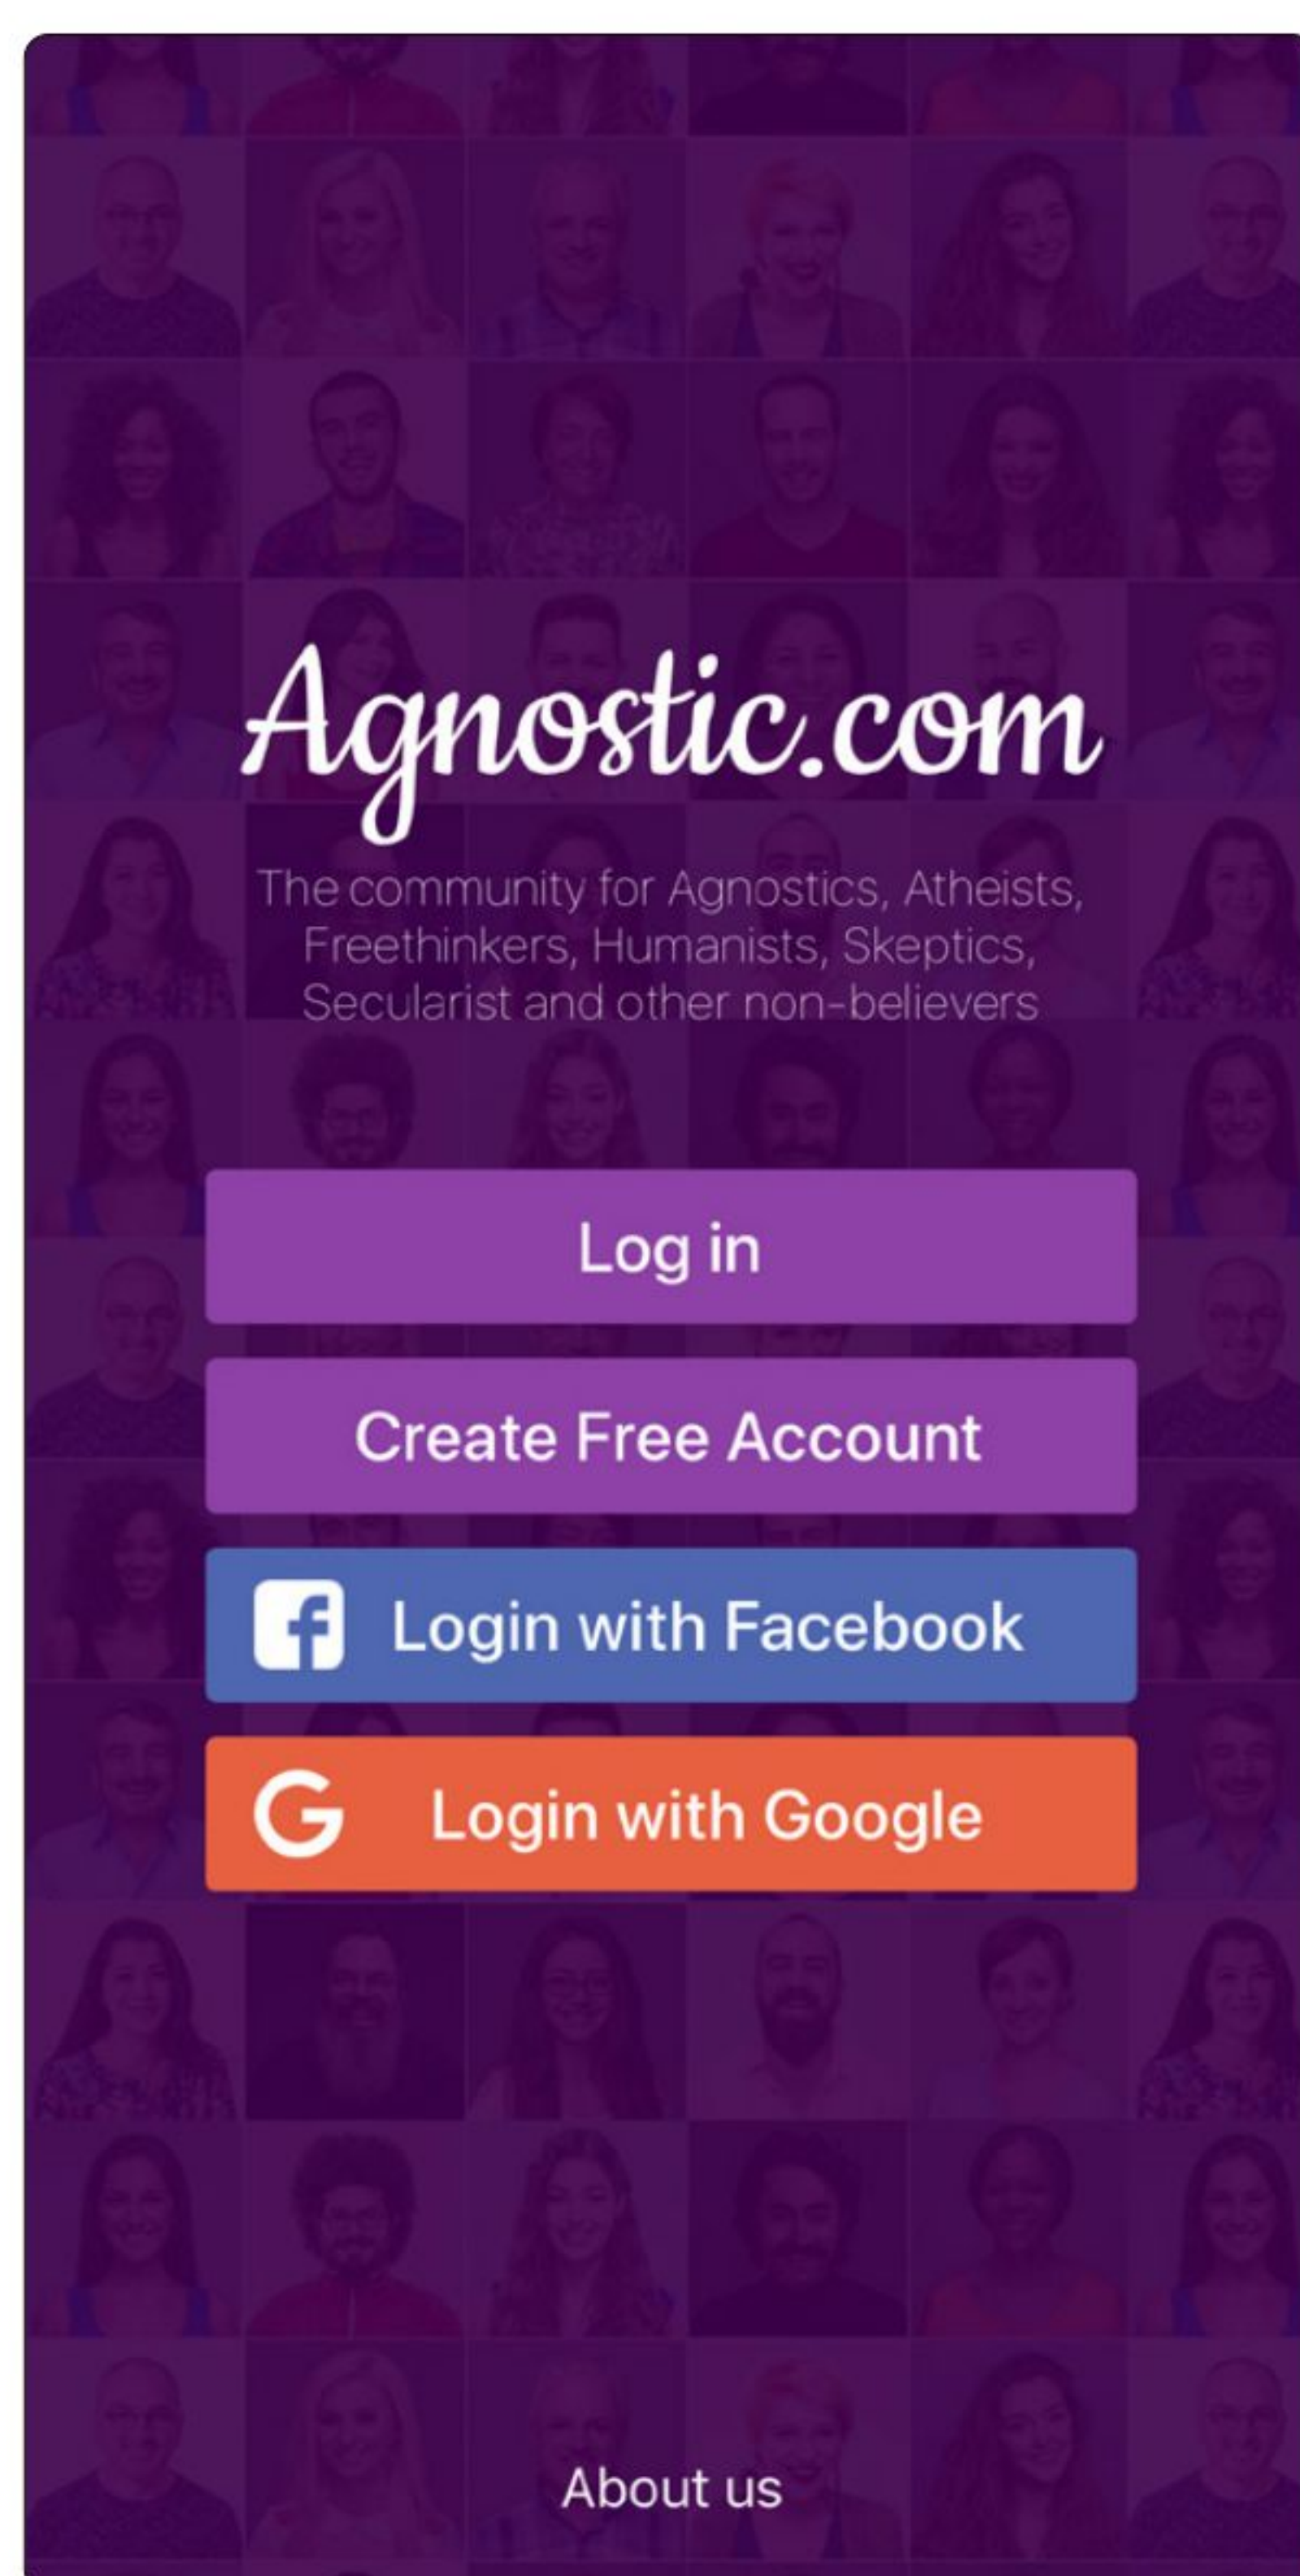 Agnostic.com
The community for Agnostics, Atheists,
Freethinkers, Humanists, Skeptics,
Secularist and other non-believers
Log in
Create Free Account
Login with Facebook
Login with Google
About us